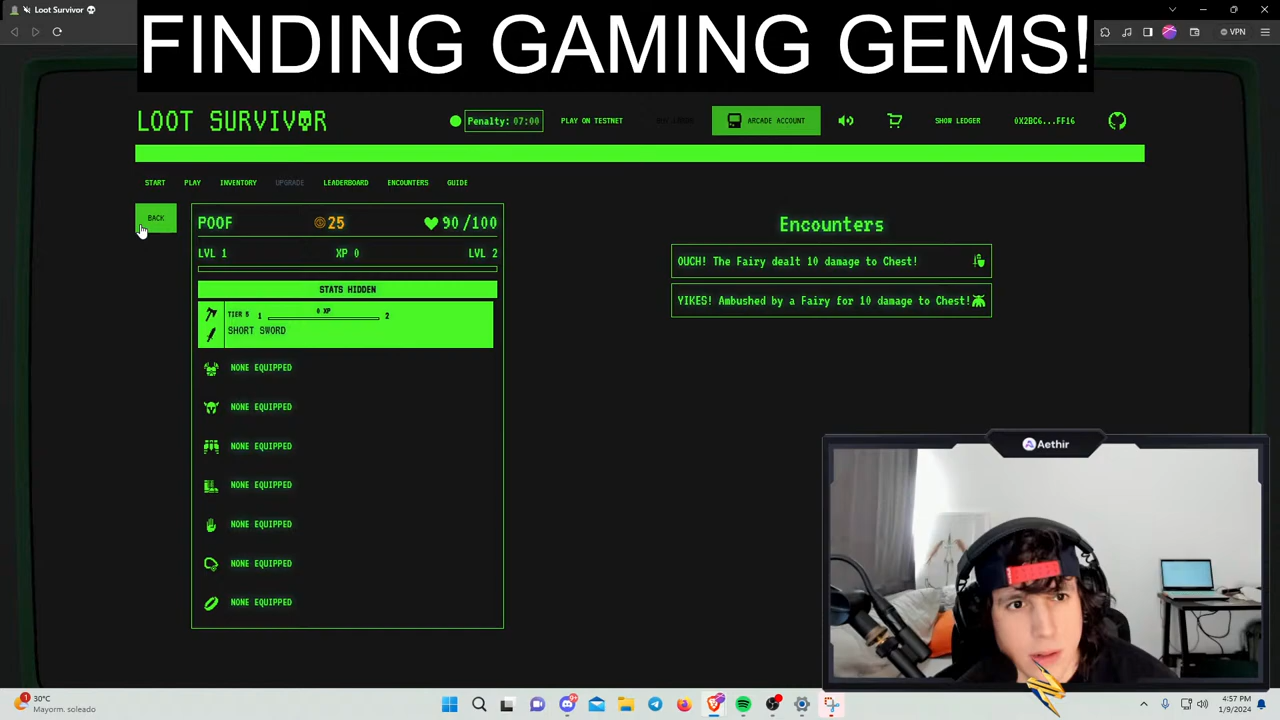 Loot Survivor
FINDING GAMING GEMS!
VPN
LOOT SURVIVOR
Penalty: 07:00
PLAY ON TESTNET
ARCADE ACCOUNT
SHOW LEDGER
0X2BC6...FF16
START
PLAY
INVENTORY
UPGRADE
LEADERBOARD
ENCOUNTERS
GUIDE
BACK
POOF
25
90/100
LVL 1
XP 0
LVL 2
STATS HIDDEN
TIER 5
1
0 XP
2
SHORT SWORD
NONE EQUIPPED
NONE EQUIPPED
NONE EQUIPPED
NONE EQUIPPED
NONE EQUIPPED
NONE EQUIPPED
NONE EQUIPPED
Encounters
OUCH! The Fairy dealt 10 damage to Chest!
YIKES! Ambushed by a Fairy for 10 damage to Chest!
Aethir
1
30°C
Mayorm. soleado
4:57 PM
1/9/2024